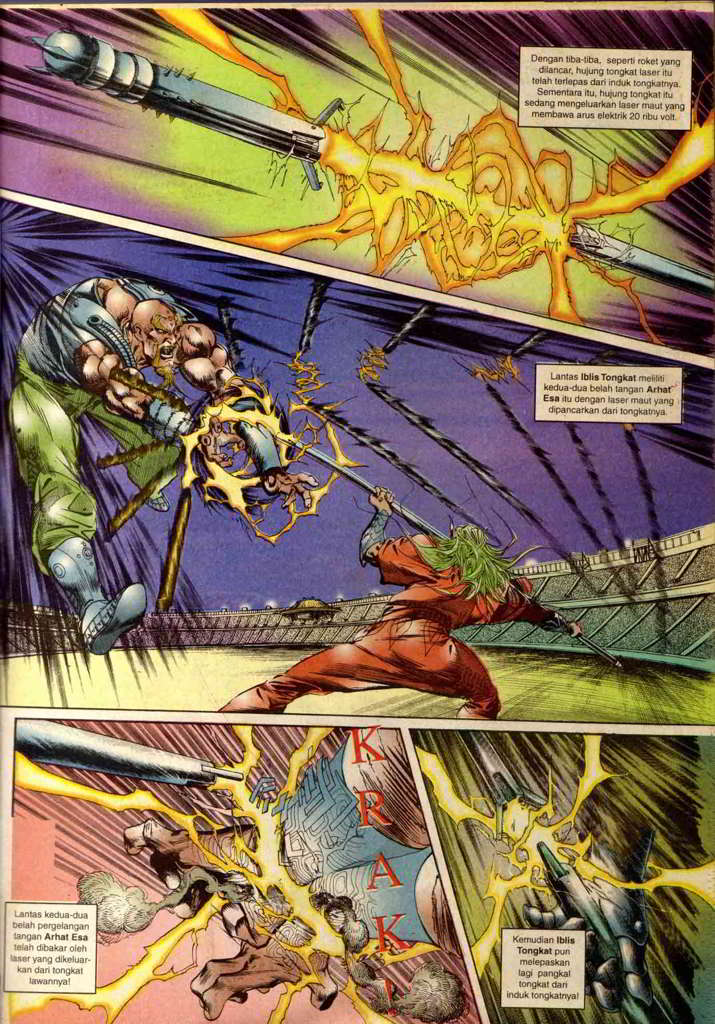 Dengan tiba-tiba, seperti roket yang
dilancar, hujung tongkat laser itu
telah terlepas dari induk tongkatnya.
Sementara itu, hujung tongkat itu
sedang mengeluarkan laser maut yang
membawa arus elektrik 20 ribu volt.
Lantas Iblis Tongkat meliliti
kedua-dua belah tangan Arhat
Esa itu dengan laser maut yang
dipancarkan dari tongkatnya.
KRAK
Lantas kedua-dua
belah pergelangan
tangan Arhat Esa
telah dibakar oleh
laser yang dikeluar-
kan dari tongkat
lawannya!
Kemudian Iblis
Tongkat pun
melepaskan
lagi pangkal
tongkat dari
induk tongkatnya!